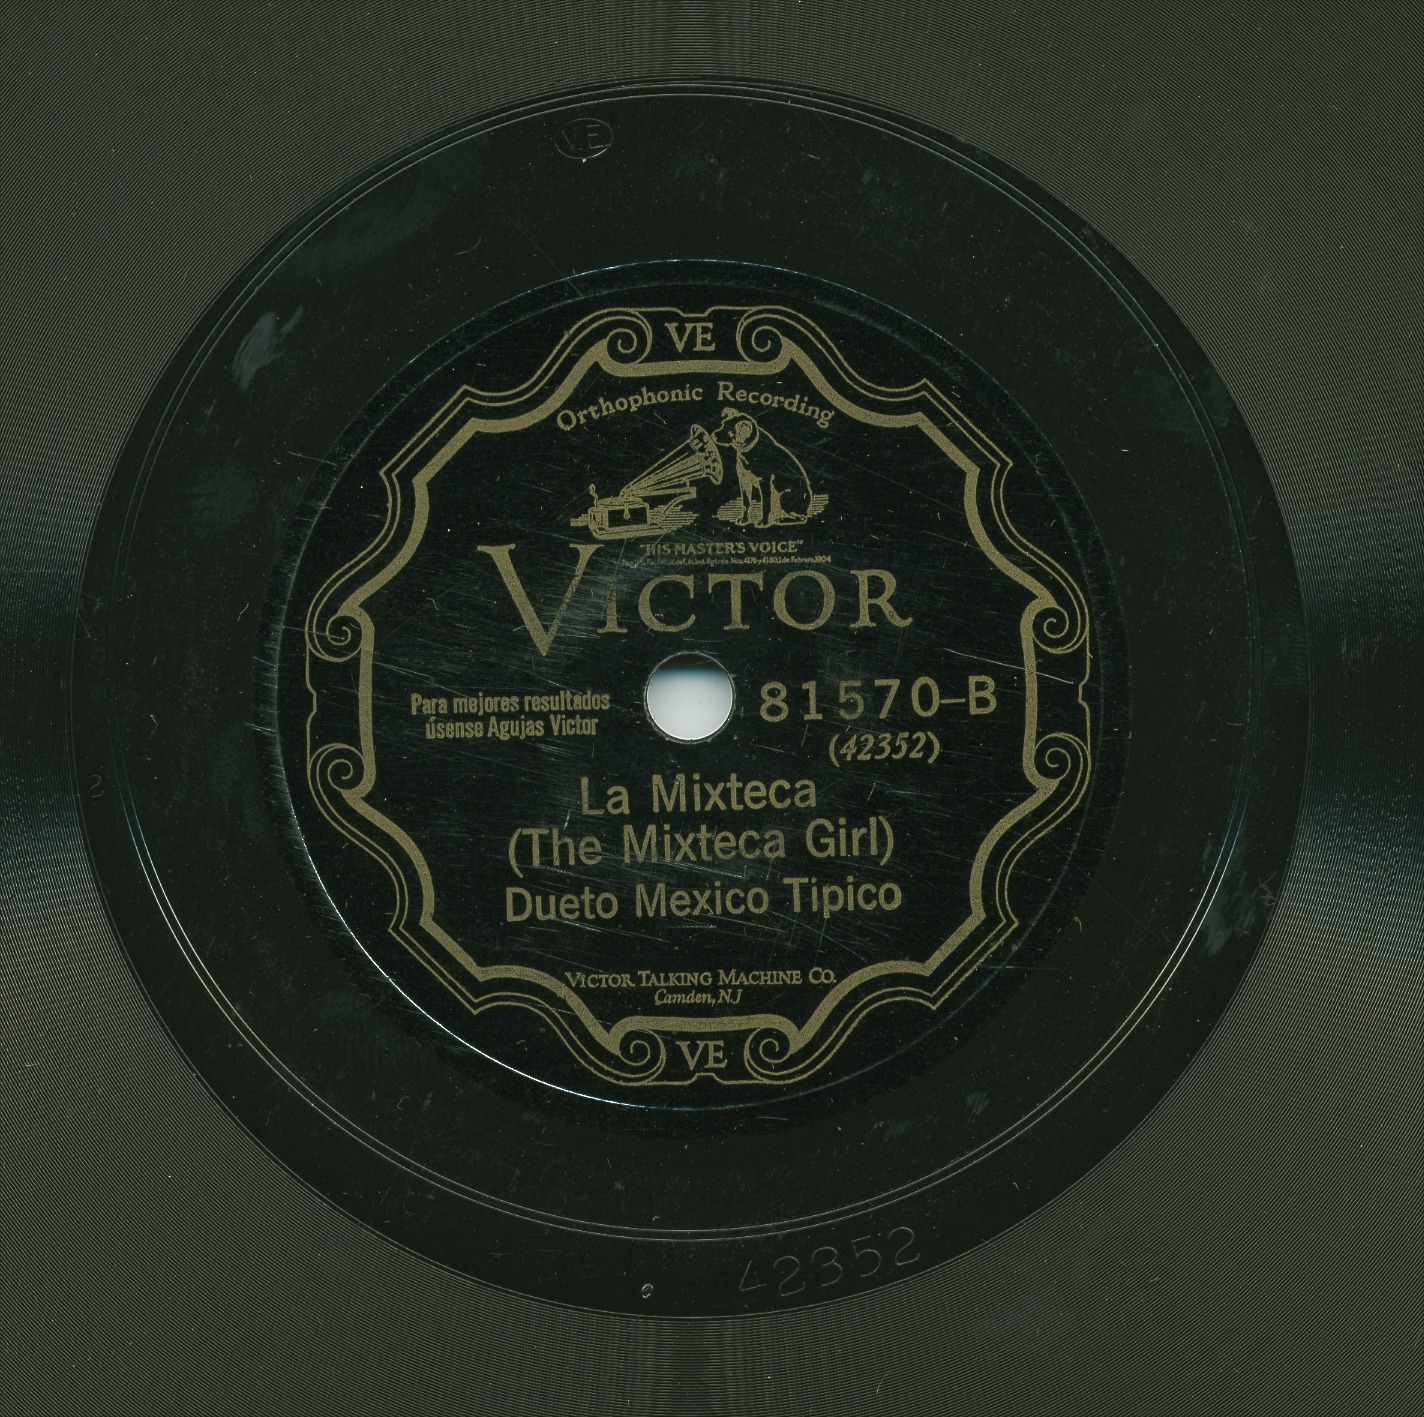 V.E
VE
Orthophonic Recording
"HIS MASTER'S VOICE"
VICTOR
Para mejores resultados
úsense Agujas Victor
81570-B
(42352)
La Mixteca
(The Mixteca Girl)
Dueto Mexico Tipico
VICTOR TALKING MACHINE CO.
Camden, N.J
VE
2
42352